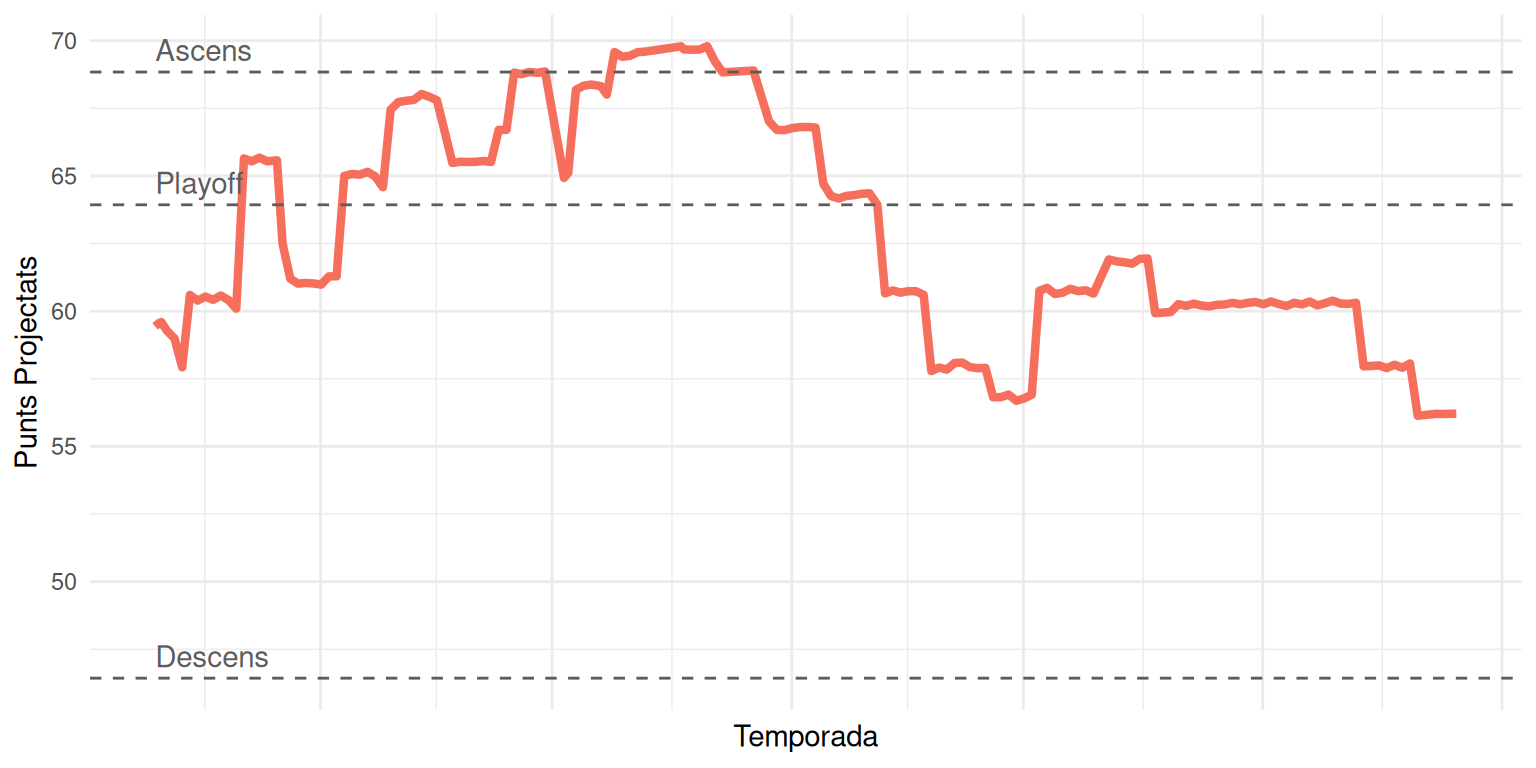 70
Ascens
Playoff
65
60
55
50
Descens
Punts Projectats
Temporada